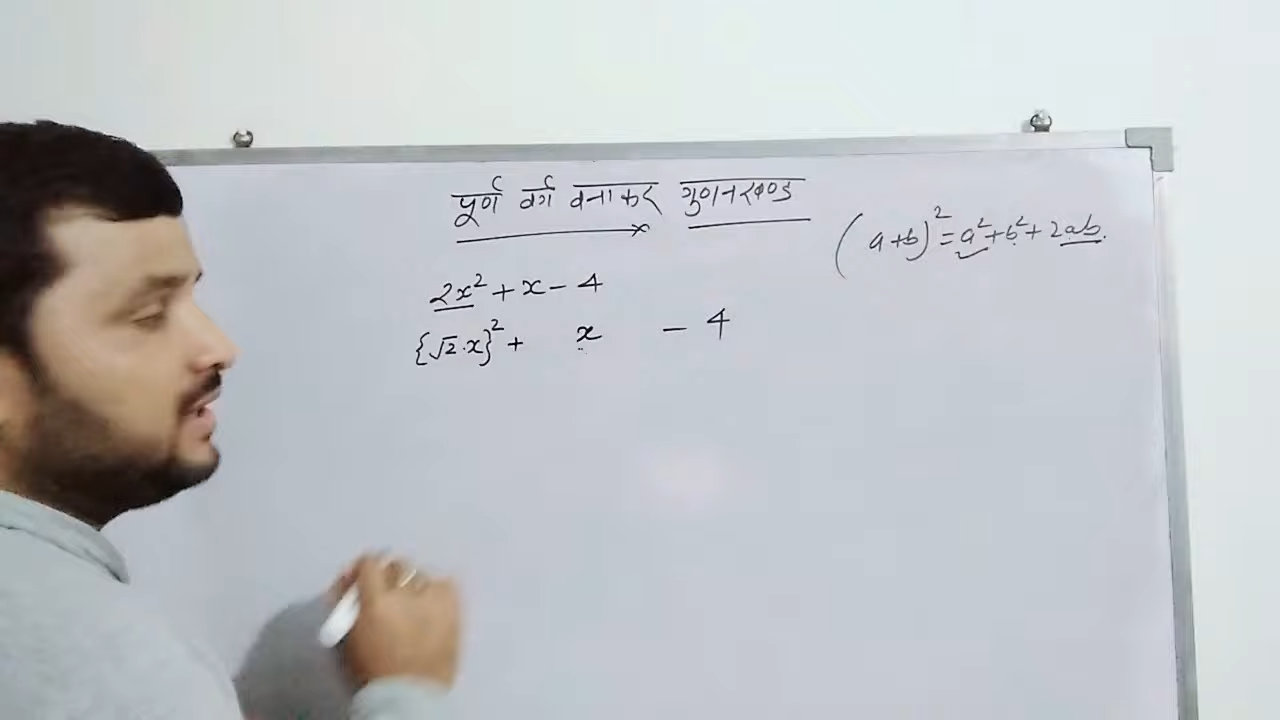 पूर्ण वर्ग बनाकर गुणनखण्ड
(a+b)² = a²+b²+2ab.
2x² + x - 4
{√2.x}² + x - 4